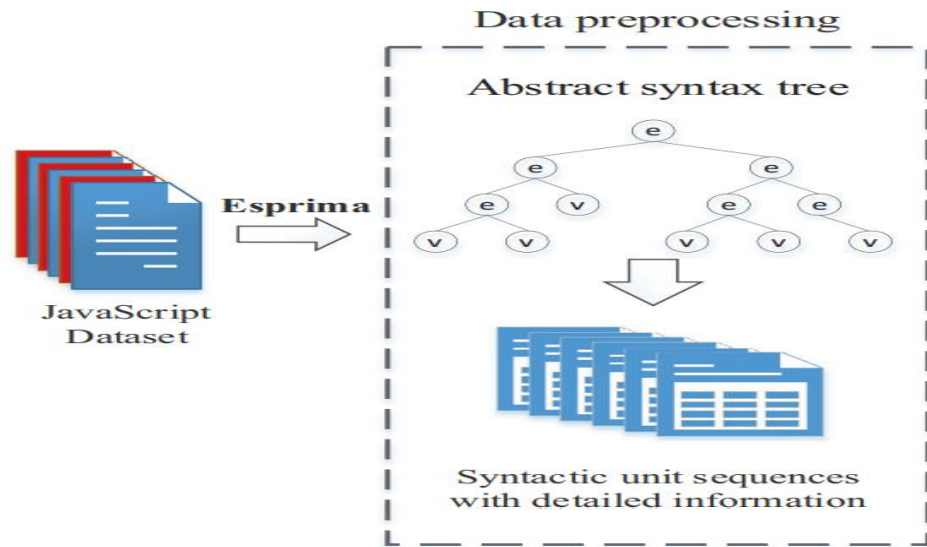 Data preprocessing
Abstract syntax tree
e
e e
e v e e
v v v v v
Esprima
JavaScript
Dataset
Syntactic unit sequences
with detailed information